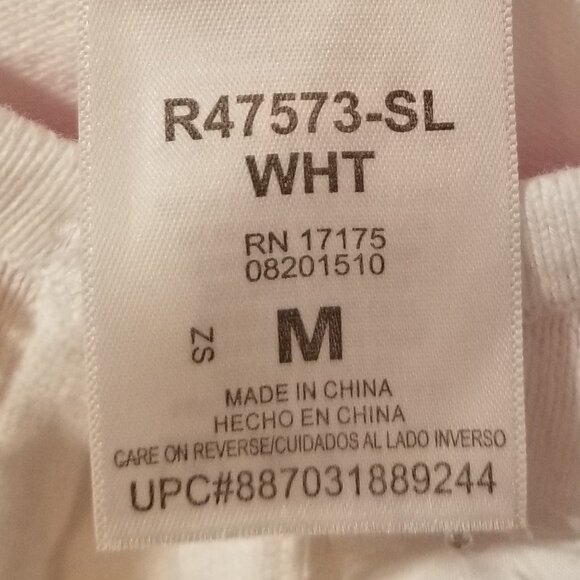 R47573-SL
WHT
RN 17175
08201510
ZS
M
MADE IN CHINA
HECHO EN CHINA
CARE ON REVERSE/CUIDADOS AL LADO INVERSO
UPC#887031889244